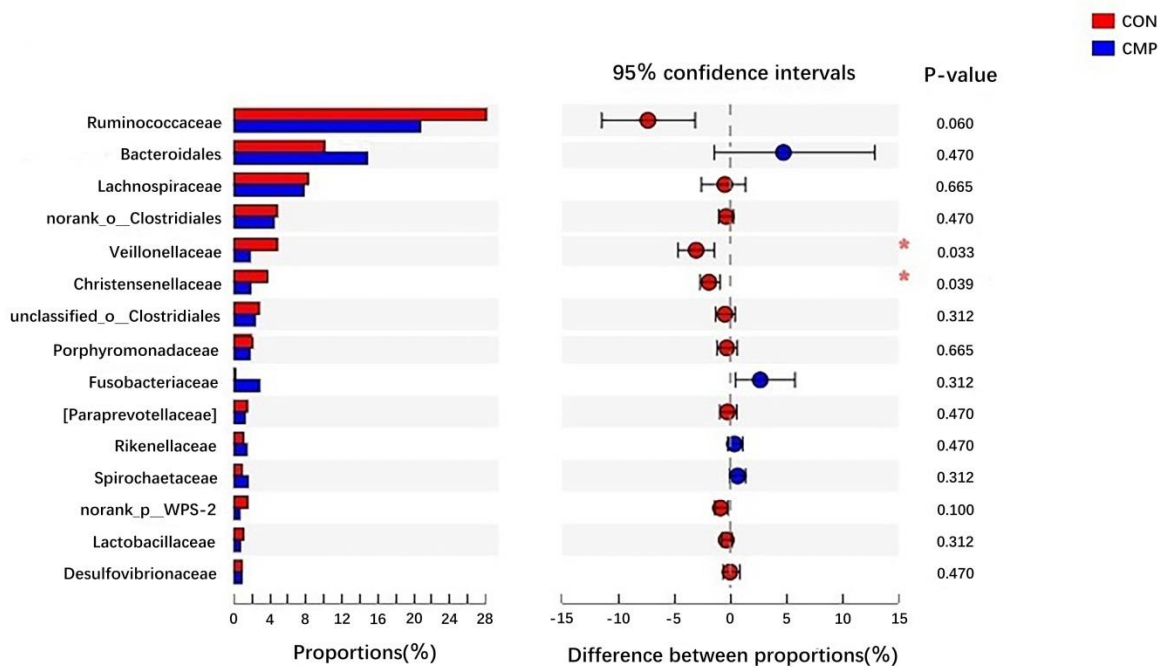 CON
CMP
95% confidence intervals P-value
Ruminococcaceae 0.060
Bacteroidales 0.470
Lachnospiraceae 0.665
norank_o__Clostridiales 0.470
Veillonellaceae * 0.033
Christensenellaceae * 0.039
unclassified_o__Clostridiales 0.312
Porphyromonadaceae 0.665
Fusobacteriaceae 0.312
[Paraprevotellaceae] 0.470
Rikenellaceae 0.470
Spirochaetaceae 0.312
norank_p__WPS-2 0.100
Lactobacillaceae 0.312
Desulfovibrionaceae 0.470
0 4 8 12 16 20 24 28 -15 -10 -5 0 5 10 15
Proportions(%) Difference between proportions(%)